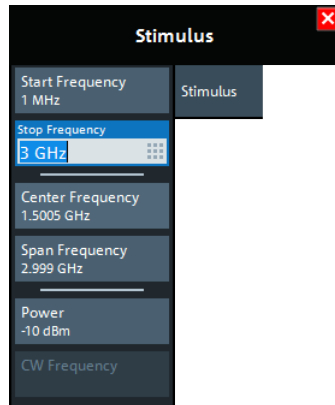 Stimulus
Start Frequency
1 MHz
Stimulus
Stop Frequency
3 GHz
Center Frequency
1.5005 GHz
Span Frequency
2.999 GHz
Power
-10 dBm
CW Frequency